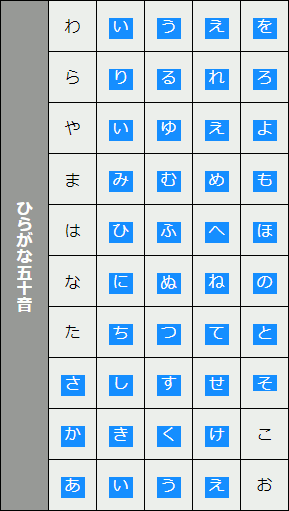 ひらがな五十音
わ い う え を
ら り る れ ろ
や い ゆ え よ
ま み む め も
は ひ ふ へ ほ
な に ぬ ね の
た ち つ て と
さ し す せ そ
か き く け こ
あ い う え お